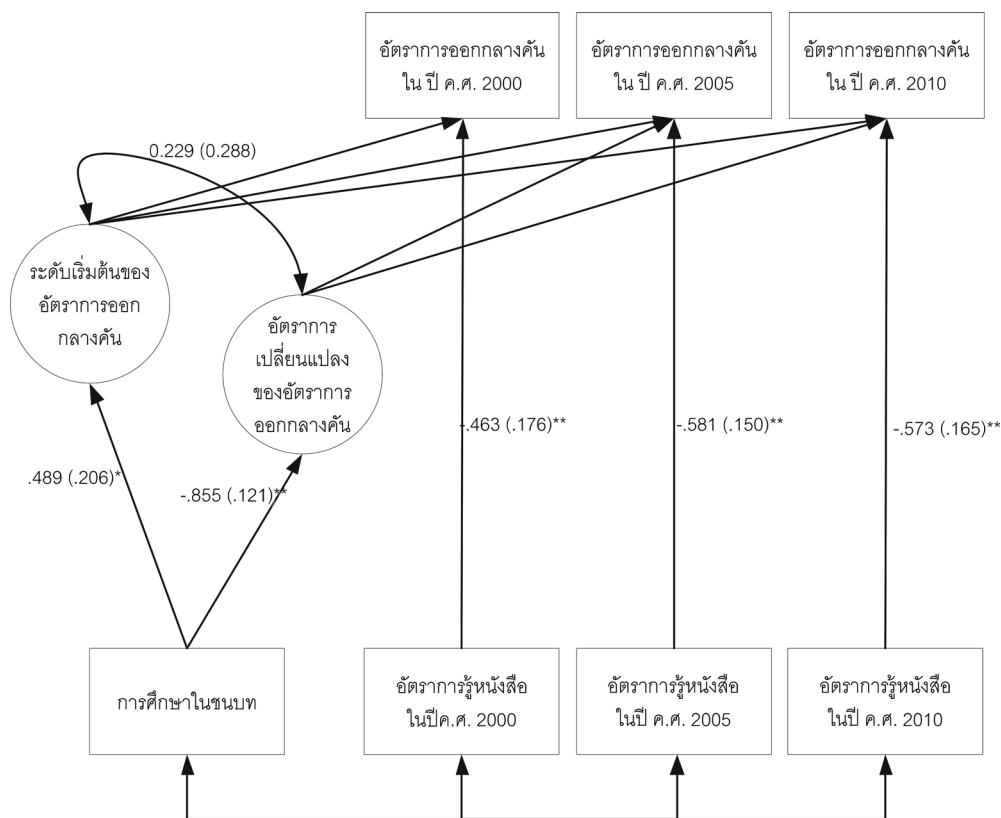 อัตราการออกกลางคัน
ใน ปี ค.ศ. 2000
อัตราการออกกลางคัน
ใน ปี ค.ศ. 2005
อัตราการออกกลางคัน
ใน ปี ค.ศ. 2010
0.229 (0.288)
ระดับเริ่มต้นของ
อัตราการออก
กลางคัน
อัตราการ
เปลี่ยนแปลง
ของอัตราการ
ออกกลางคัน
-.463 (.176)**
-.581 (.150)**
-.573 (.165)**
.489 (.206)*
-.855 (.121)**
การศึกษาในชนบท
อัตราการรู้หนังสือ
ในปีค.ศ. 2000
อัตราการรู้หนังสือ
ในปี ค.ศ. 2005
อัตราการรู้หนังสือ
ในปี ค.ศ. 2010